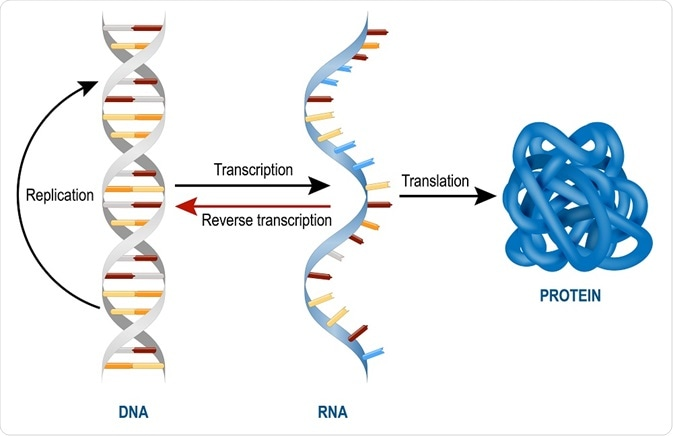 Replication
Transcription
Reverse transcription
Translation
PROTEIN
DNA
RNA